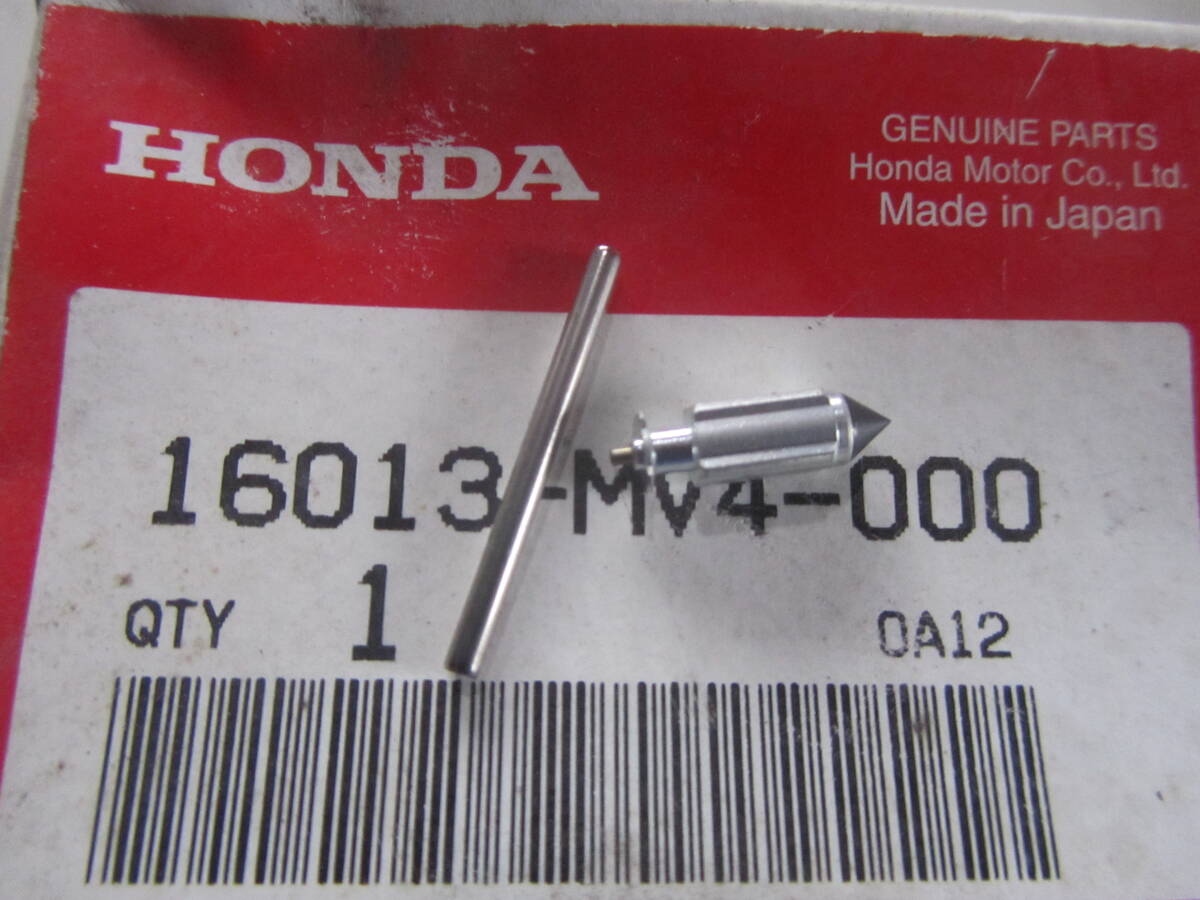 HONDA
GENUINE PARTS
Honda Motor Co., Ltd.
Made in Japan
16013-MV4-000
QTY 1 0A12